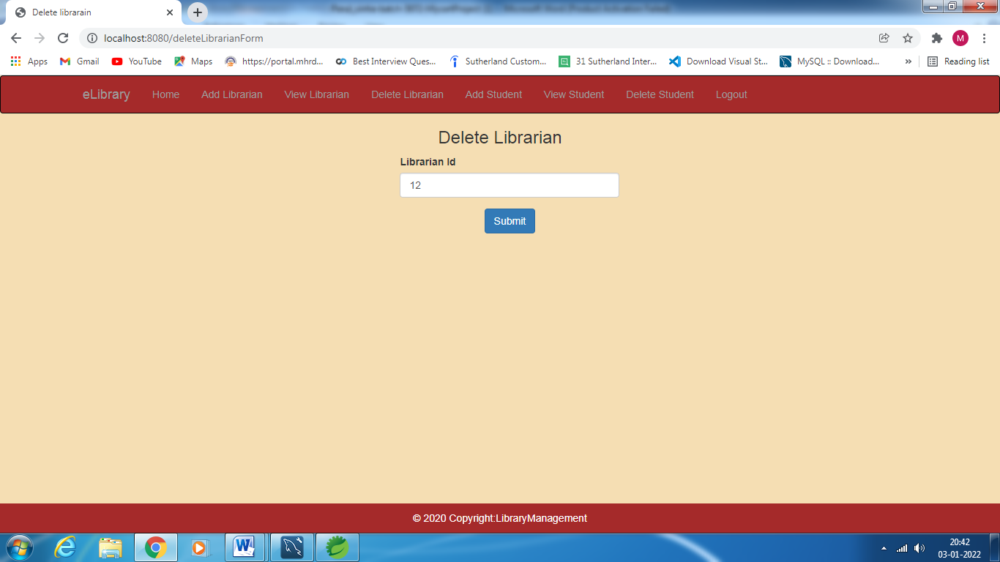 Delete librarain
localhost:8080/deleteLibrarianForm
M
Apps Gmail YouTube Maps https://portal.mhrd... Best Interview Ques... Sutherland Custom... 31 Sutherland Inter... Download Visual St... MySQL :: Download... » Reading list
eLibrary Home Add Librarian View Librarian Delete Librarian Add Student View Student Delete Student Logout
Delete Librarian
Librarian Id
12
Submit
© 2020 Copyright:LibraryManagement
20:42
03-01-2022